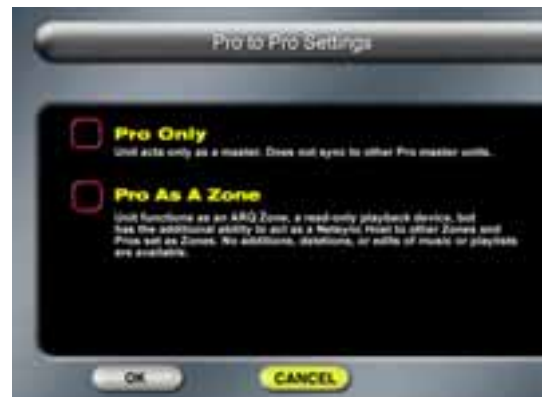 Pro to Pro Settings
Pro Only
Unit acts only as a master. Does not sync to other Pro master units.
Pro As A Zone
Unit functions as an ARQ Zone, a read-only playback device, but
has the additional ability to act as a Netsync Host to other Zones and
Pros set as Zones. No additions, deletions, or edits of music or playlists
are available.
OK
CANCEL